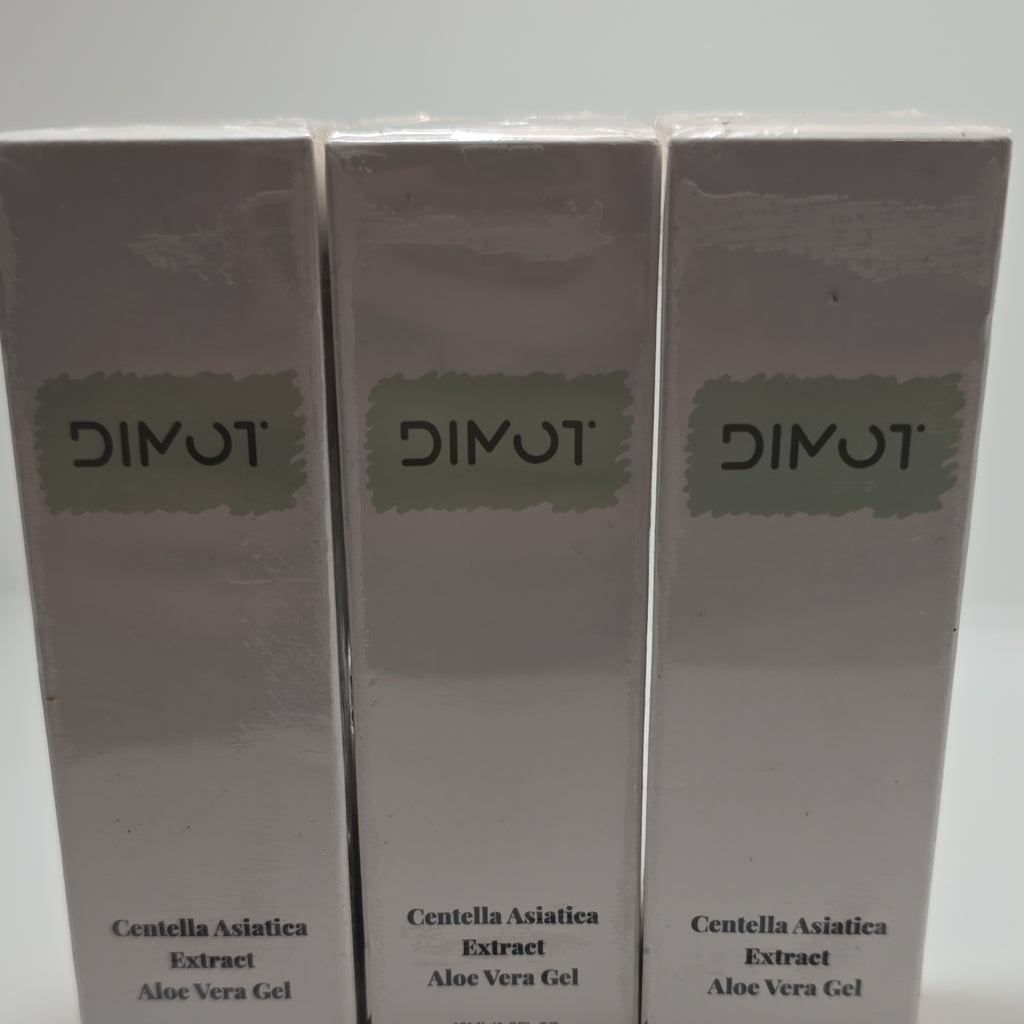 DIMOT
DIMOT
DIMOT
Centella Asiatica
Extract
Aloe Vera Gel
Centella Asiatica
Extract
Aloe Vera Gel
Centella Asiatica
Extract
Aloe Vera Gel